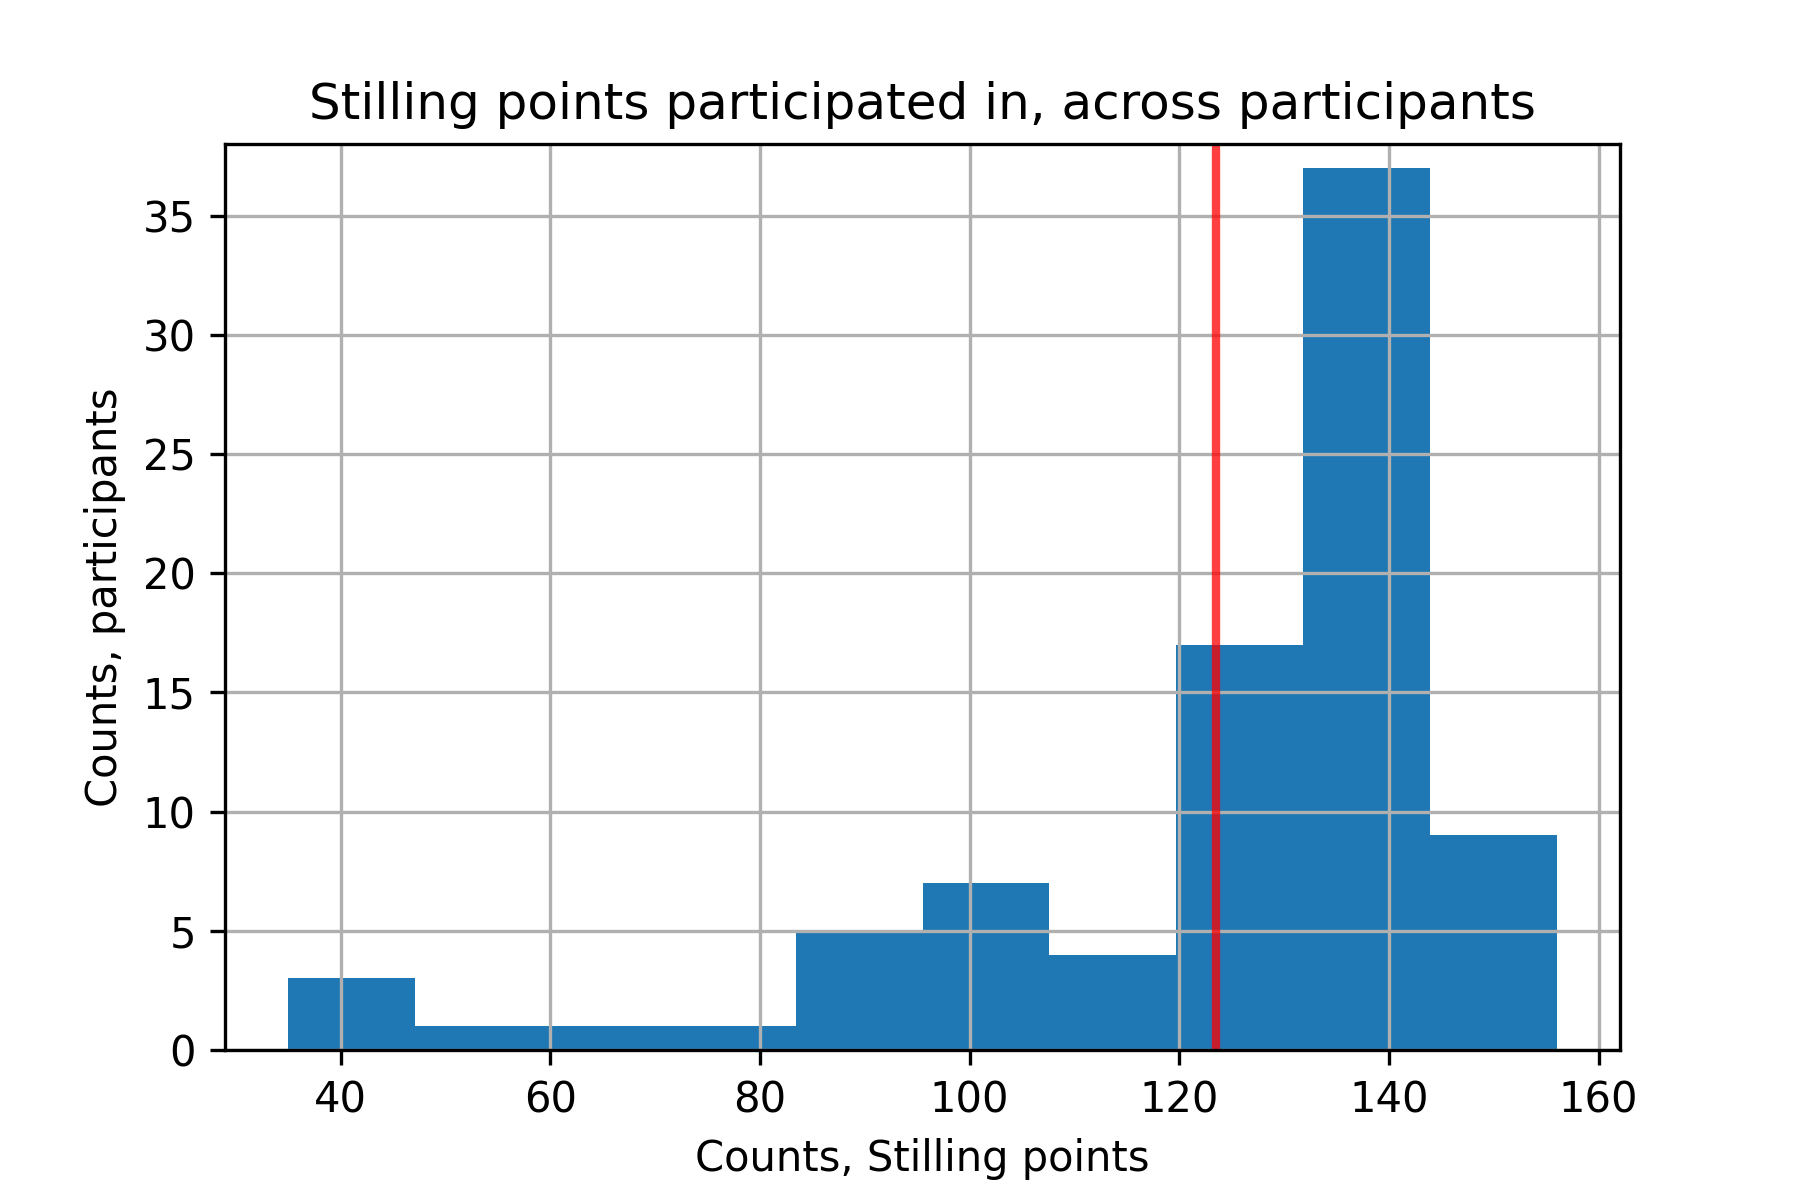 Stilling points participated in, across participants
Counts, participants
35
30
25
20
15
10
5
0
40 60 80 100 120 140 160
Counts, Stilling points